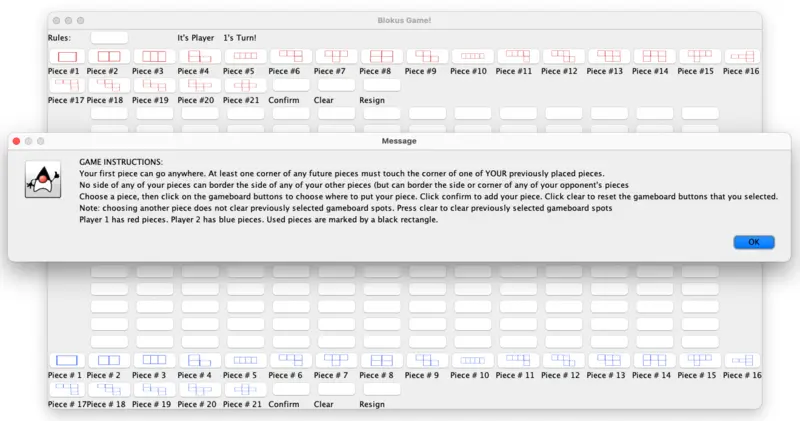 Blokus Game!
Rules: It's Player 1's Turn!
Piece #1 Piece #2 Piece #3 Piece #4 Piece #5 Piece #6 Piece #7 Piece #8 Piece #9 Piece #10 Piece #11 Piece #12 Piece #13 Piece #14 Piece #15 Piece #16
Piece #17 Piece #18 Piece #19 Piece #20 Piece #21 Confirm Clear Resign
Message
GAME INSTRUCTIONS:
Your first piece can go anywhere. At least one corner of any future pieces must touch the corner of one of YOUR previously placed pieces.
No side of any of your pieces can border the side of any of your other pieces (but can border the side or corner of any of your opponent's pieces
Choose a piece, then click on the gameboard buttons to choose where to put your piece. Click confirm to add your piece. Click clear to reset the gameboard buttons that you selected.
Note: choosing another piece does not clear previously selected gameboard spots. Press clear to clear previously selected gameboard spots
Player 1 has red pieces. Player 2 has blue pieces. Used pieces are marked by a black rectangle.
OK
Piece # 1 Piece # 2 Piece # 3 Piece # 4 Piece # 5 Piece # 6 Piece # 7 Piece # 8 Piece # 9 Piece # 10 Piece # 11 Piece # 12 Piece # 13 Piece # 14 Piece # 15 Piece # 16
Piece # 17 Piece # 18 Piece # 19 Piece # 20 Piece # 21 Confirm Clear Resign